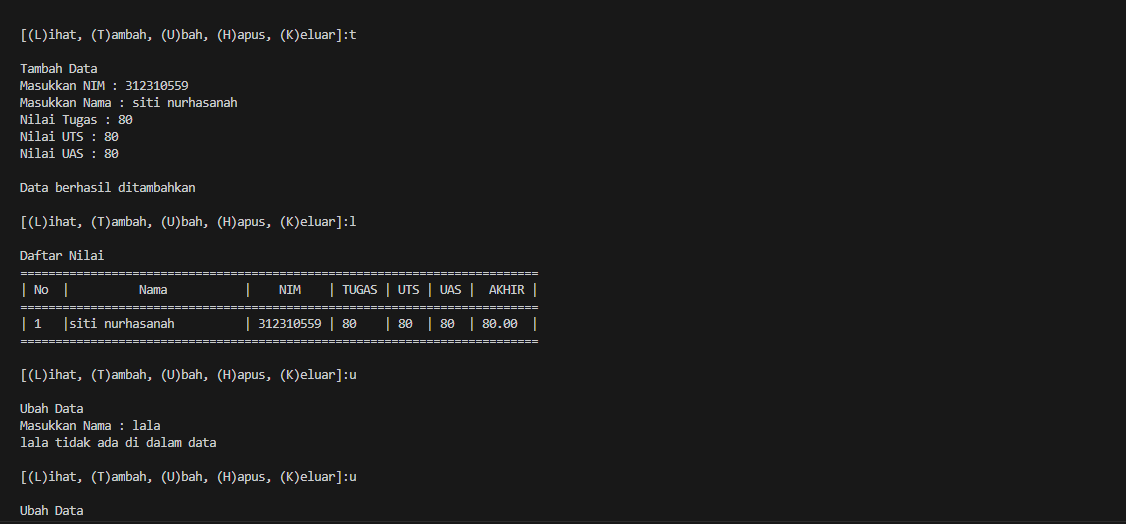 [(L)ihat, (T)ambah, (U)bah, (H)apus, (K)eluar]:t
Tambah Data
Masukkan NIM : 312310559
Masukkan Nama : siti nurhasanah
Nilai Tugas : 80
Nilai UTS : 80
Nilai UAS : 80
Data berhasil ditambahkan
[(L)ihat, (T)ambah, (U)bah, (H)apus, (K)eluar]:l
Daftar Nilai
==========================================================================
| No  |          Nama           |    NIM    | TUGAS | UTS | UAS |  AKHIR |
==========================================================================
| 1   |siti nurhasanah          | 312310559 | 80    | 80  | 80  | 80.00  |
==========================================================================
[(L)ihat, (T)ambah, (U)bah, (H)apus, (K)eluar]:u
Ubah Data
Masukkan Nama : lala
lala tidak ada di dalam data
[(L)ihat, (T)ambah, (U)bah, (H)apus, (K)eluar]:u
Ubah Data